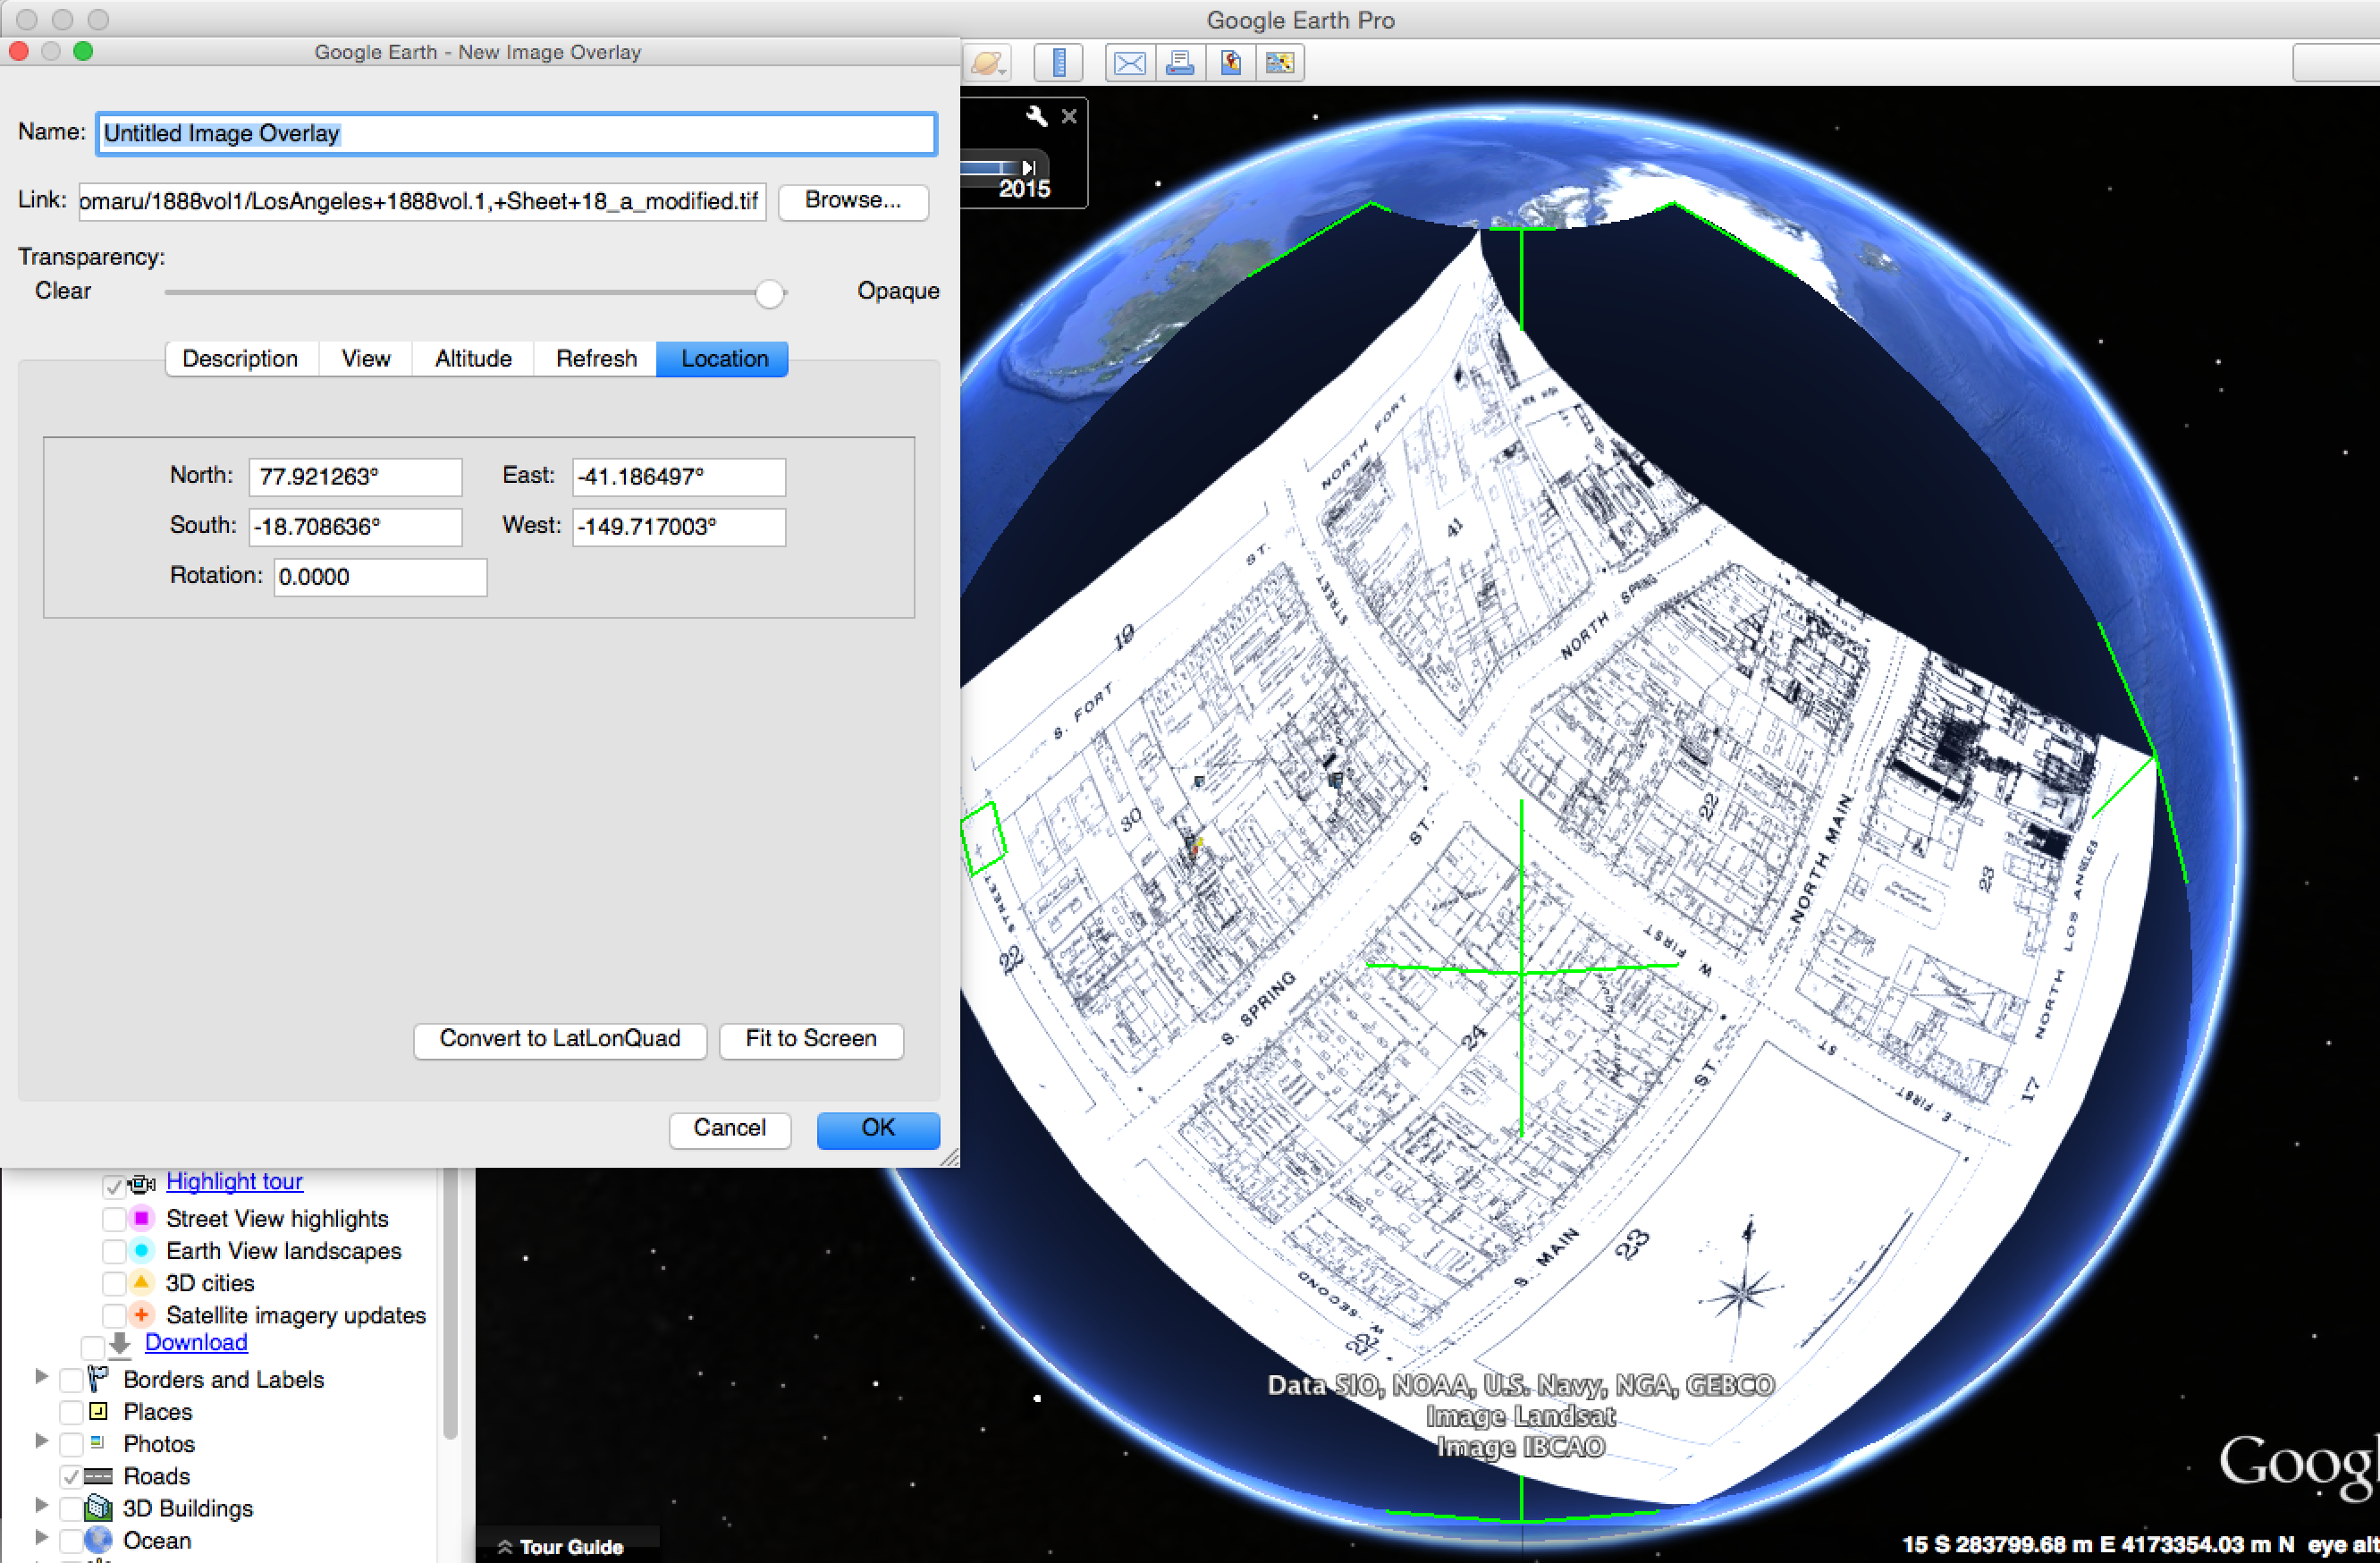 Google Earth Pro
Google Earth - New Image Overlay
Name: Untitled Image Overlay
Link: omaru/1888vol1/LosAngeles+1888vol.1,+Sheet+18_a_modified.tif Browse...
Transparency:
Clear Opaque
Description View Altitude Refresh Location
North: 77.921263° East: -41.186497°
South: -18.708636° West: -149.717003°
Rotation: 0.0000
Convert to LatLonQuad Fit to Screen
Cancel OK
Highlight tour
Street View highlights
Earth View landscapes
3D cities
Satellite imagery updates
Download
Borders and Labels
Places
Photos
Roads
3D Buildings
Ocean
2015
NORTH FORT
ST.
STREET
41
NORTH SPRING
19
S. FORT
30
22
NORTH MAIN
23
NORTH LOS ANGELES
STREET
22
ST.
W. FIRST
S. SPRING
24
ST.
ST.
E. FIRST
17
S. MAIN
23
W. SECOND
22
Data SIO, NOAA, U.S. Navy, NGA, GEBCO
Image Landsat
Image IBCAO
Googl
Tour Guide
15 S 283799.68 m E 4173354.03 m N eye alt